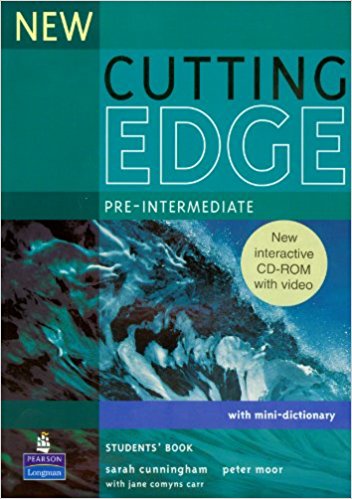 NEW
CUTTING
EDGE
PRE-INTERMEDIATE
New
interactive
CD-ROM
with video
with mini-dictionary
STUDENTS' BOOK
sarah cunningham peter moor
with jane comyns carr
PEARSON
Longman